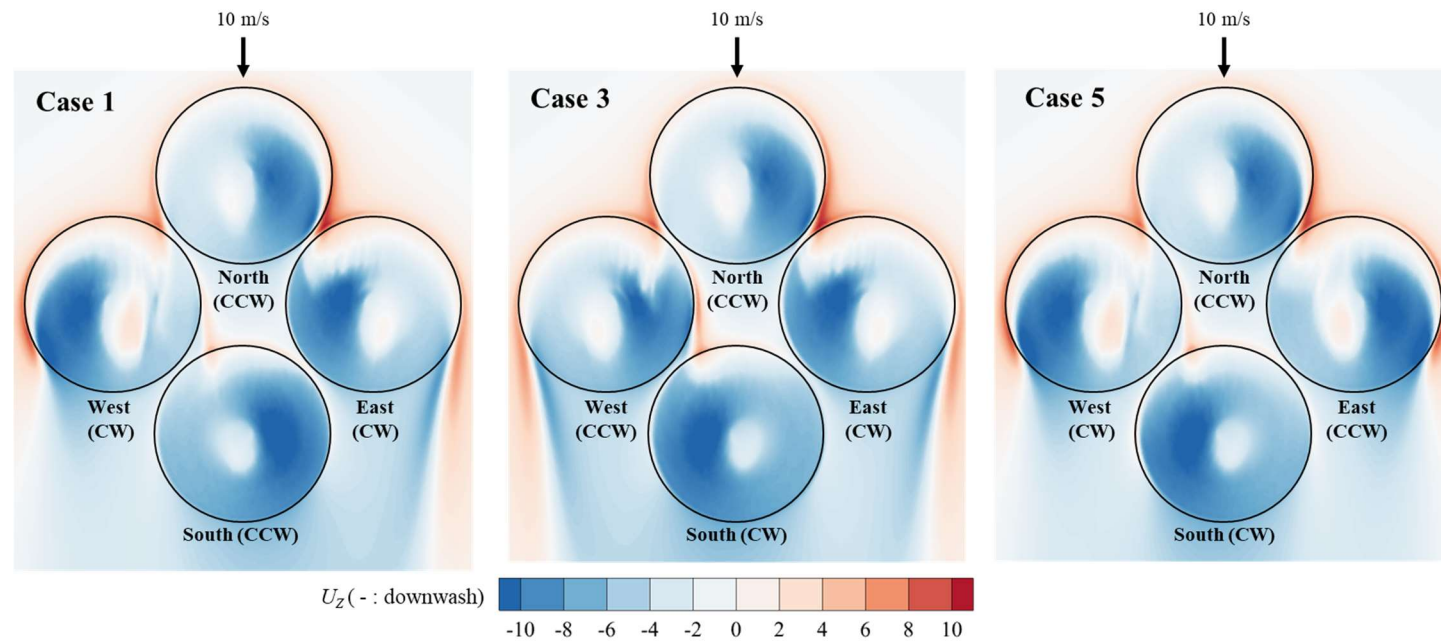 10 m/s
10 m/s
10 m/s
Case 1
Case 3
Case 5
North
(CCW)
North
(CCW)
North
(CCW)
West
(CW)
East
(CW)
West
(CCW)
East
(CW)
West
(CW)
East
(CCW)
South (CCW)
South (CW)
South (CW)
U_Z ( - : downwash)
-10 -8 -6 -4 -2 0 2 4 6 8 10